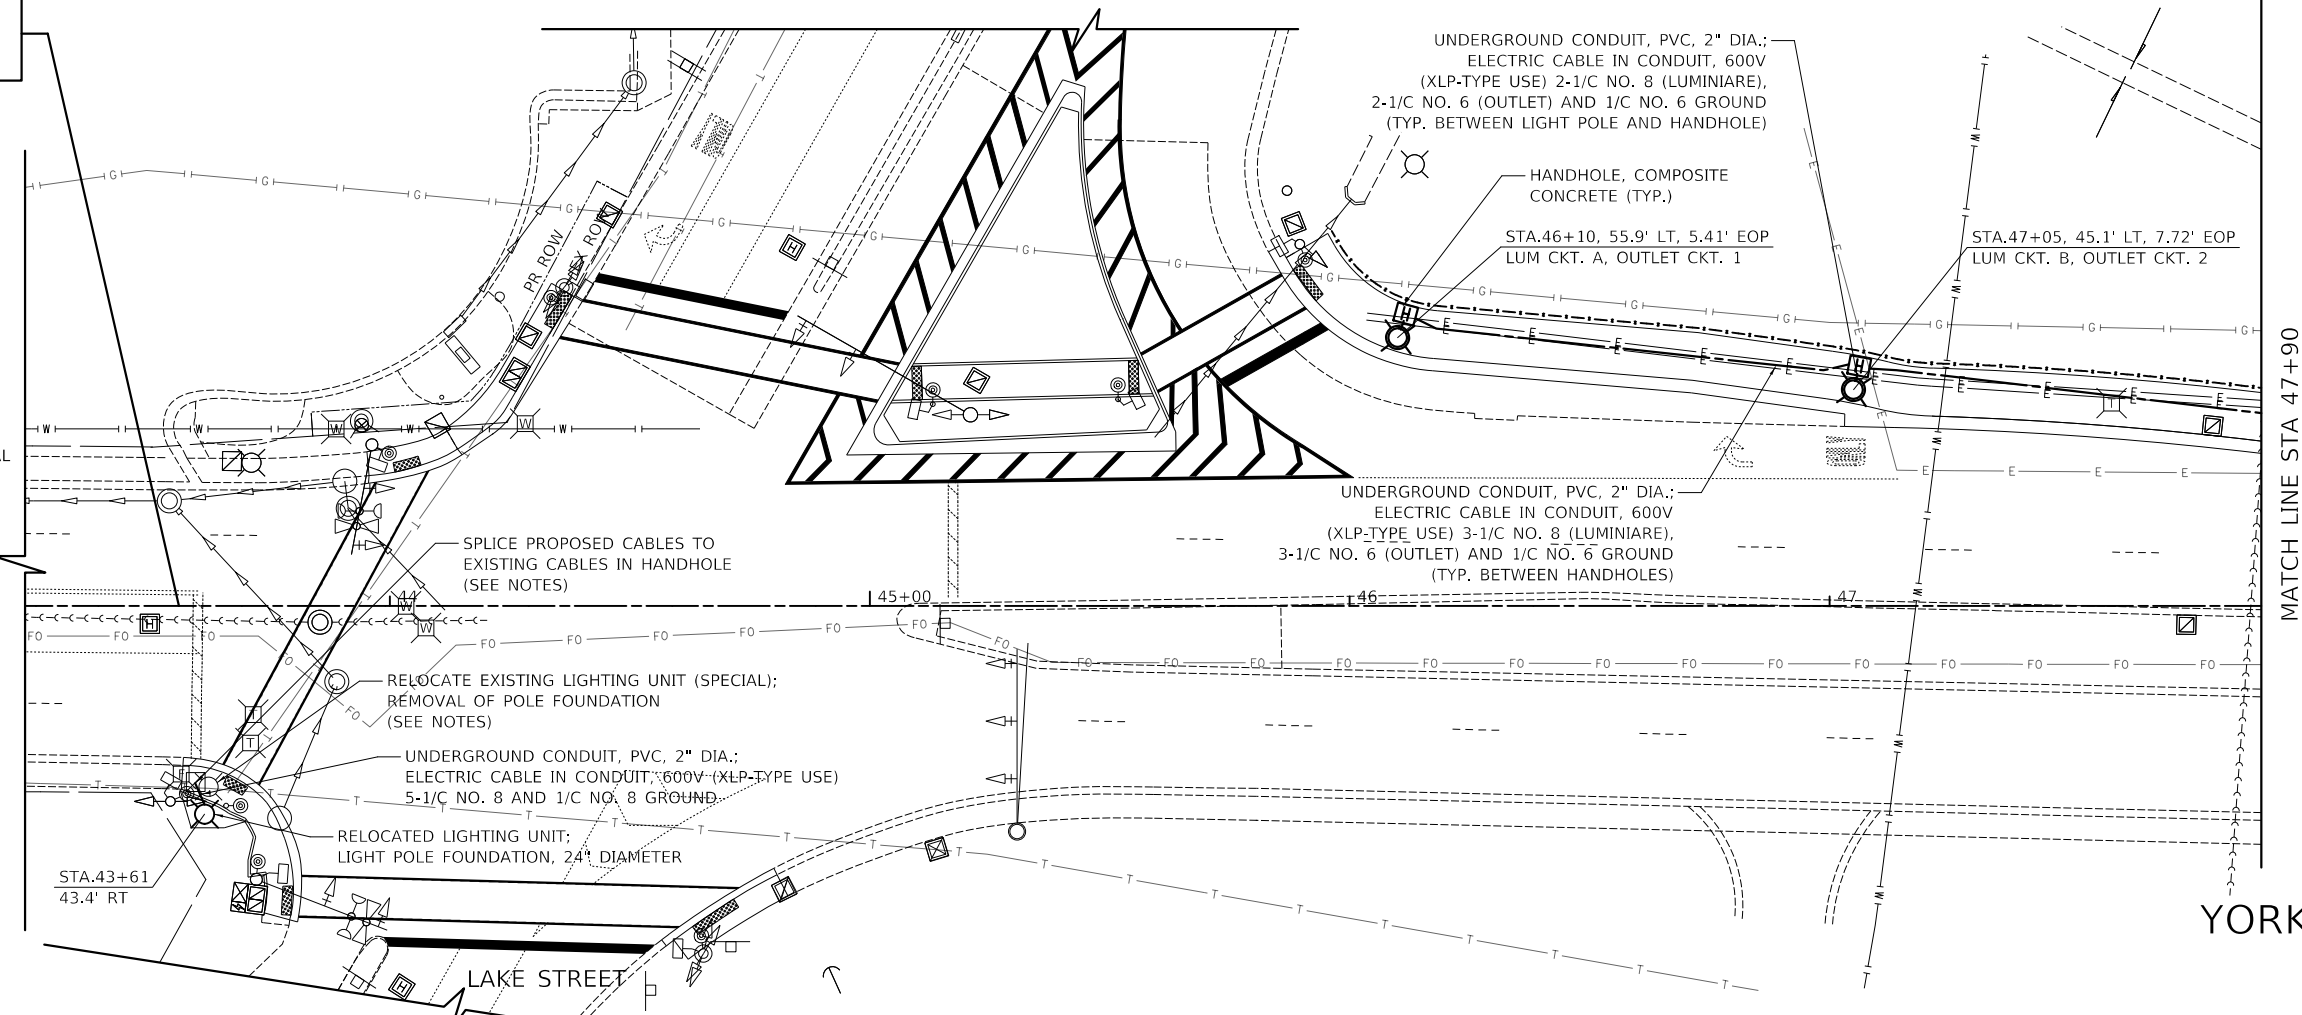 UNDERGROUND CONDUIT, PVC, 2" DIA.;
ELECTRIC CABLE IN CONDUIT, 600V
(XLP-TYPE USE) 2-1/C NO. 8 (LUMINIARE),
2-1/C NO. 6 (OUTLET) AND 1/C NO. 6 GROUND
(TYP. BETWEEN LIGHT POLE AND HANDHOLE)
HANDHOLE, COMPOSITE
CONCRETE (TYP.)
STA.46+10, 55.9' LT, 5.41' EOP
LUM CKT. A, OUTLET CKT. 1
STA.47+05, 45.1' LT, 7.72' EOP
LUM CKT. B, OUTLET CKT. 2
PR ROW
EX ROW
MATCH LINE STA 47+90
UNDERGROUND CONDUIT, PVC, 2" DIA.;
ELECTRIC CABLE IN CONDUIT, 600V
(XLP-TYPE USE) 3-1/C NO. 8 (LUMINIARE),
3-1/C NO. 6 (OUTLET) AND 1/C NO. 6 GROUND
(TYP. BETWEEN HANDHOLES)
SPLICE PROPOSED CABLES TO
EXISTING CABLES IN HANDHOLE
(SEE NOTES)
44
45+00
46
47
RELOCATE EXISTING LIGHTING UNIT (SPECIAL);
REMOVAL OF POLE FOUNDATION
(SEE NOTES)
UNDERGROUND CONDUIT, PVC, 2" DIA.;
ELECTRIC CABLE IN CONDUIT, 600V (XLP-TYPE USE)
5-1/C NO. 8 AND 1/C NO. 8 GROUND
RELOCATED LIGHTING UNIT;
LIGHT POLE FOUNDATION, 24" DIAMETER
STA.43+61
43.4' RT
YORK
LAKE STREET